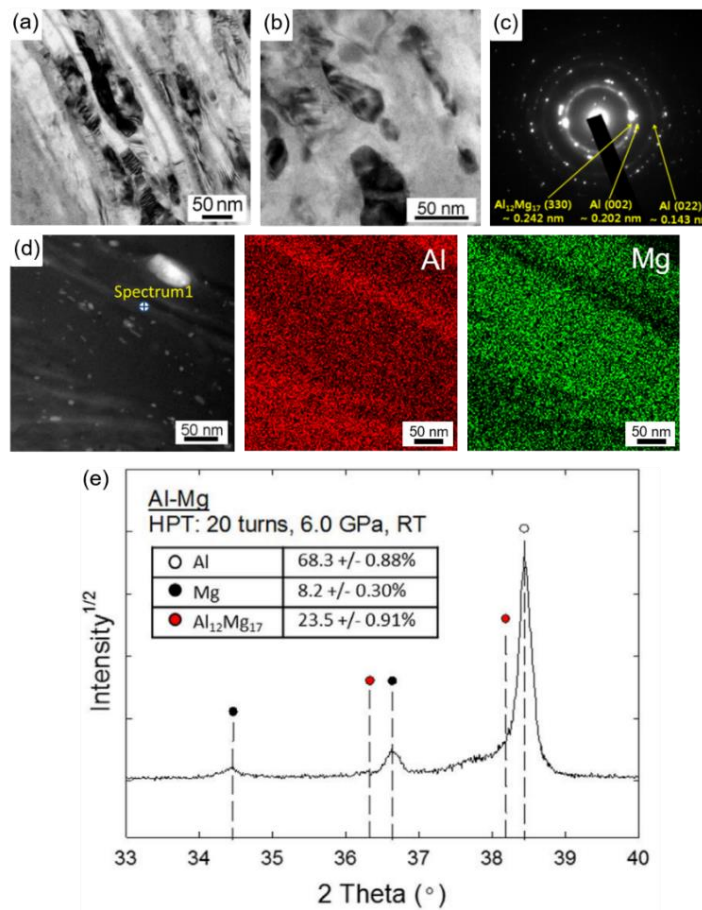 (a)
50 nm
(b)
50 nm
(c)
Al₁₂Mg₁₇ (330)
~ 0.242 nm
Al (002)
~ 0.202 nm
Al (022)
~ 0.143 nm
(d)
Spectrum1
50 nm
Al
50 nm
Mg
50 nm
(e)
Al-Mg
HPT: 20 turns, 6.0 GPa, RT
Al 68.3 +/- 0.88%
Mg 8.2 +/- 0.30%
Al₁₂Mg₁₇ 23.5 +/- 0.91%
Intensity¹/²
33 34 35 36 37 38 39 40
2 Theta (°)